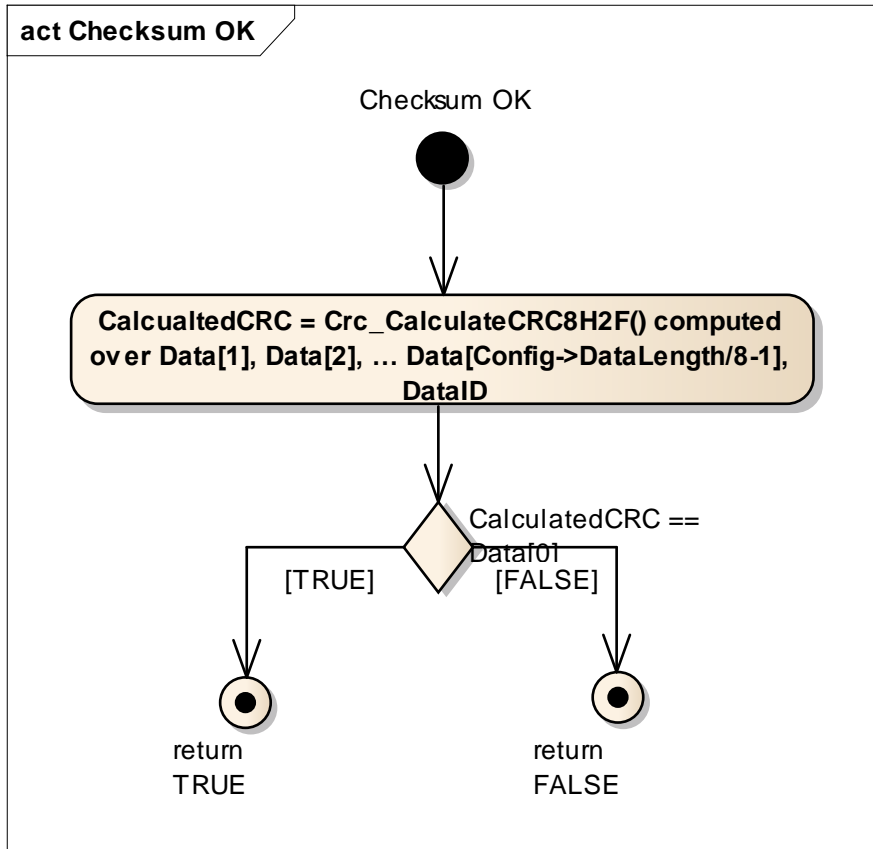 act Checksum OK
Checksum OK
CalcualtedCRC = Crc_CalculateCRC8H2F() computed
over Data[1], Data[2], … Data[Config->DataLength/8-1],
DataID
CalculatedCRC ==
Data[0]
[TRUE]
[FALSE]
return
TRUE
return
FALSE